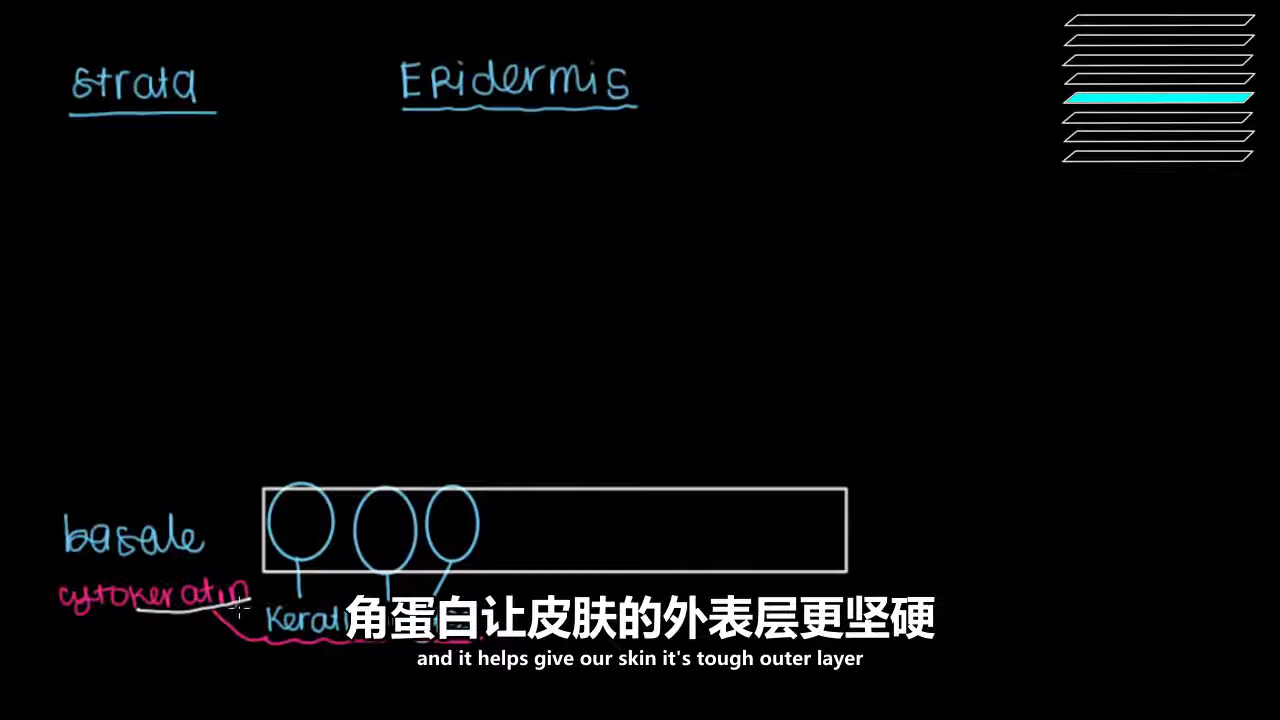 strata
Epidermis
basale
cytokeratin
角蛋白让皮肤的外表层更坚硬
and it helps give our skin it's tough outer layer